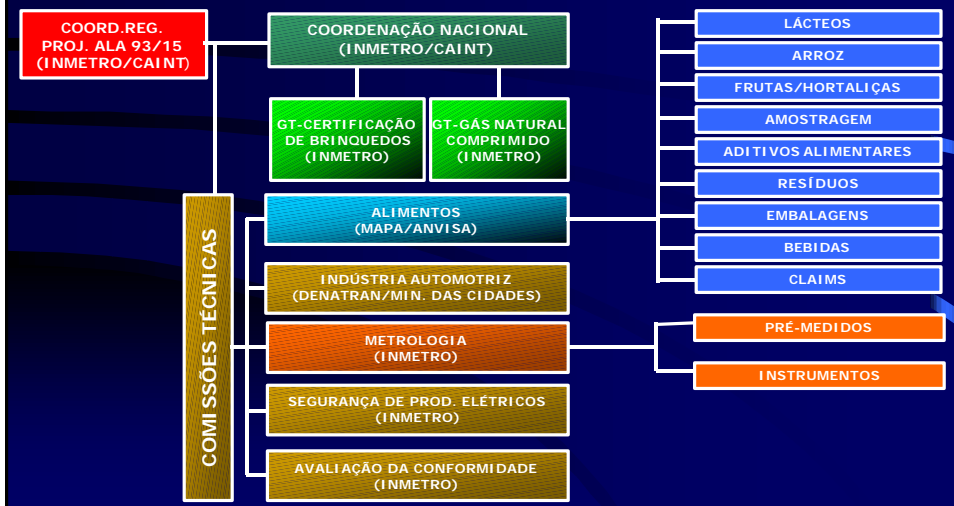 COORD.REG.
PROJ. ALA 93/15
(INMETRO/CAINT)
COORDENAÇÃO NACIONAL
(INMETRO/CAINT)
GT-CERTIFICAÇÃO
DE BRINQUEDOS
(INMETRO)
GT-GÁS NATURAL
COMPRIMIDO
(INMETRO)
COMISSÕES TÉCNICAS
ALIMENTOS
(MAPA/ANVISA)
INDÚSTRIA AUTOMOTRIZ
(DENATRAN/MIN. DAS CIDADES)
METROLOGIA
(INMETRO)
SEGURANÇA DE PROD. ELÉTRICOS
(INMETRO)
AVALIAÇÃO DA CONFORMIDADE
(INMETRO)
LÁCTEOS
ARROZ
FRUTAS/HORTALIÇAS
AMOSTRAGEM
ADITIVOS ALIMENTARES
RESÍDUOS
EMBALAGENS
BEBIDAS
CLAIMS
PRÉ-MEDIDOS
INSTRUMENTOS